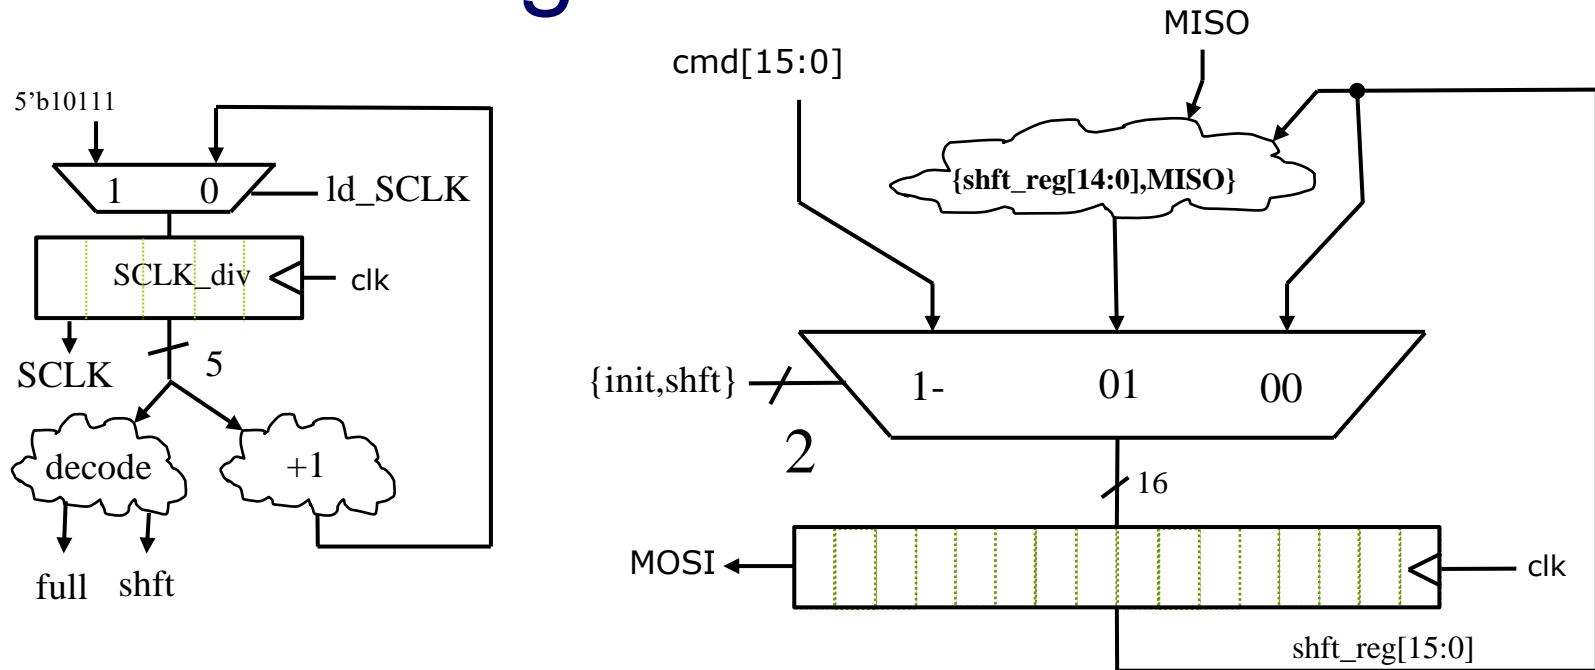 g
5’b10111
1 0
ld_SCLK
SCLK_div
clk
SCLK
5
decode
+1
full shft
cmd[15:0]
MISO
{shft_reg[14:0],MISO}
{init,shft}
2
1- 01 00
16
MOSI
clk
shft_reg[15:0]